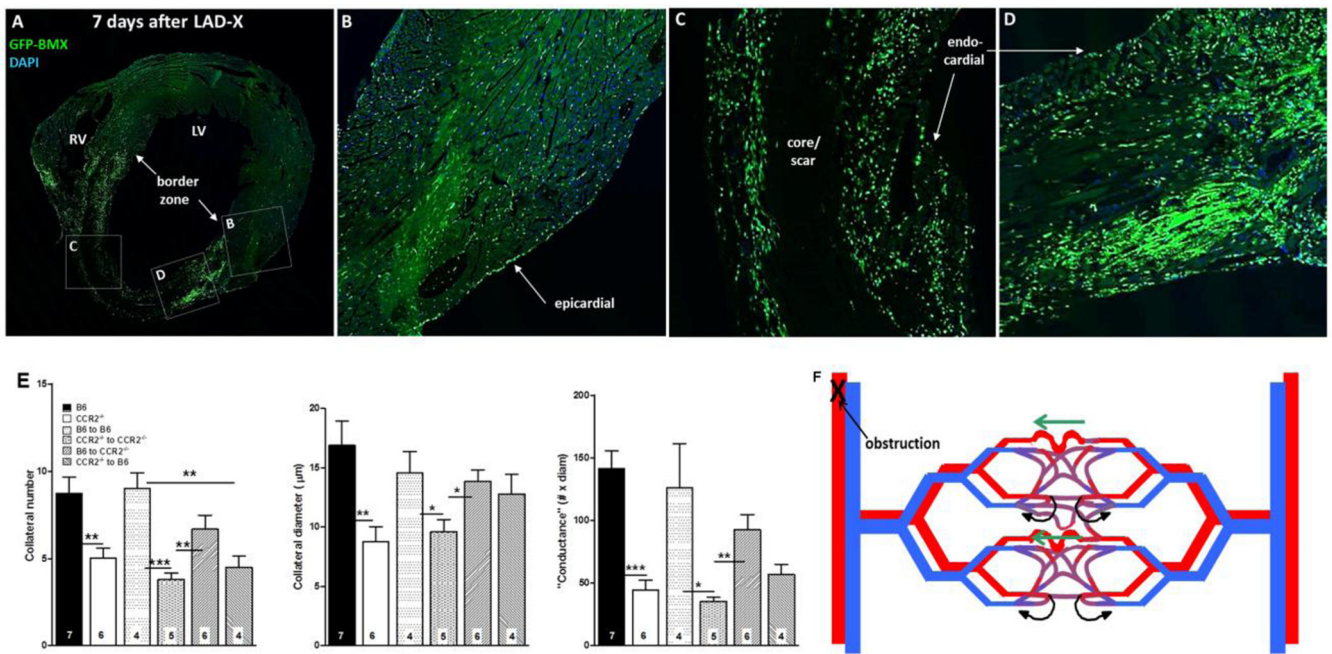 A
7 days after LAD-X
GFP-BMX
DAPI
RV
LV
border
zone
B
C
D
B
epicardial
C
core/
scar
endo-
cardial
D
E
Collateral number
15
10
5
0
B6
CCR2-/-
B6 to B6
CCR2-/- to CCR2-/-
B6 to CCR2-/-
CCR2-/- to B6
**
***
**
**
7
6
4
5
6
4
Collateral diameter ( µm)
20
15
10
5
0
**
*
*
7
6
4
5
6
4
"Conductance" (# x diam)
200
150
100
50
0
***
*
**
7
6
4
5
6
4
F
X
obstruction